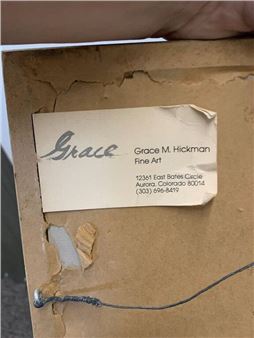 Grace
Grace M. Hickman
Fine Art
12361 East Bates Circle
Aurora, Colorado 80014
(303) 696-8419